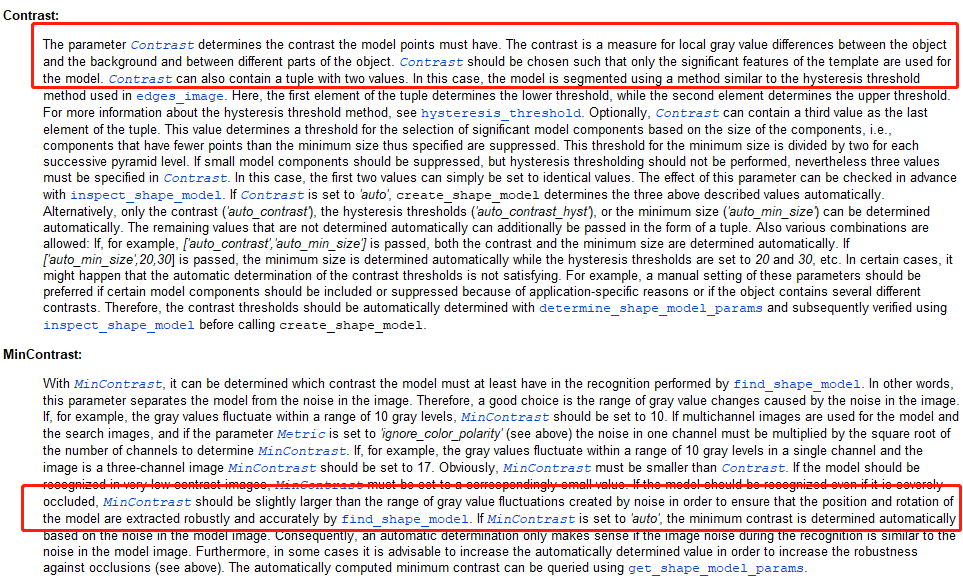 Contrast:
The parameter Contrast determines the contrast the model points must have. The contrast is a measure for local gray value differences between the object
and the background and between different parts of the object. Contrast should be chosen such that only the significant features of the template are used for
the model. Contrast can also contain a tuple with two values. In this case, the model is segmented using a method similar to the hysteresis threshold
method used in edges_image. Here, the first element of the tuple determines the lower threshold, while the second element determines the upper threshold.
For more information about the hysteresis threshold method, see hysteresis_threshold. Optionally, Contrast can contain a third value as the last
element of the tuple. This value determines a threshold for the selection of significant model components based on the size of the components, i.e.,
components that have fewer points than the minimum size thus specified are suppressed. This threshold for the minimum size is divided by two for each
successive pyramid level. If small model components should be suppressed, but hysteresis thresholding should not be performed, nevertheless three values
must be specified in Contrast. In this case, the first two values can simply be set to identical values. The effect of this parameter can be checked in advance
with inspect_shape_model. If Contrast is set to 'auto', create_shape_model determines the three above described values automatically.
Alternatively, only the contrast ('auto_contrast'), the hysteresis thresholds ('auto_contrast_hyst'), or the minimum size ('auto_min_size') can be determined
automatically. The remaining values that are not determined automatically can additionally be passed in the form of a tuple. Also various combinations are
allowed: If, for example, ['auto_contrast','auto_min_size'] is passed, both the contrast and the minimum size are determined automatically. If
['auto_min_size',20,30] is passed, the minimum size is determined automatically while the hysteresis thresholds are set to 20 and 30, etc. In certain cases, it
might happen that the automatic determination of the contrast thresholds is not satisfying. For example, a manual setting of these parameters should be
preferred if certain model components should be included or suppressed because of application-specific reasons or if the object contains several different
contrasts. Therefore, the contrast thresholds should be automatically determined with determine_shape_model_params and subsequently verified using
inspect_shape_model before calling create_shape_model.
MinContrast:
With MinContrast, it can be determined which contrast the model must at least have in the recognition performed by find_shape_model. In other words,
this parameter separates the model from the noise in the image. Therefore, a good choice is the range of gray value changes caused by the noise in the image.
If, for example, the gray values fluctuate within a range of 10 gray levels, MinContrast should be set to 10. If multichannel images are used for the model and
the search images, and if the parameter Metric is set to 'ignore_color_polarity' (see above) the noise in one channel must be multiplied by the square root of
the number of channels to determine MinContrast. If, for example, the gray values fluctuate within a range of 10 gray levels in a single channel and the
image is a three-channel image MinContrast should be set to 17. Obviously, MinContrast must be smaller than Contrast. If the model should be
recognized in very low contrast images, MinContrast must be set to a correspondingly small value. If the model should be recognized even if it is severely
occluded, MinContrast should be slightly larger than the range of gray value fluctuations created by noise in order to ensure that the position and rotation of
the model are extracted robustly and accurately by find_shape_model. If MinContrast is set to 'auto', the minimum contrast is determined automatically
based on the noise in the model image. Consequently, an automatic determination only makes sense if the image noise during the recognition is similar to the
noise in the model image. Furthermore, in some cases it is advisable to increase the automatically determined value in order to increase the robustness
against occlusions (see above). The automatically computed minimum contrast can be queried using get_shape_model_params.